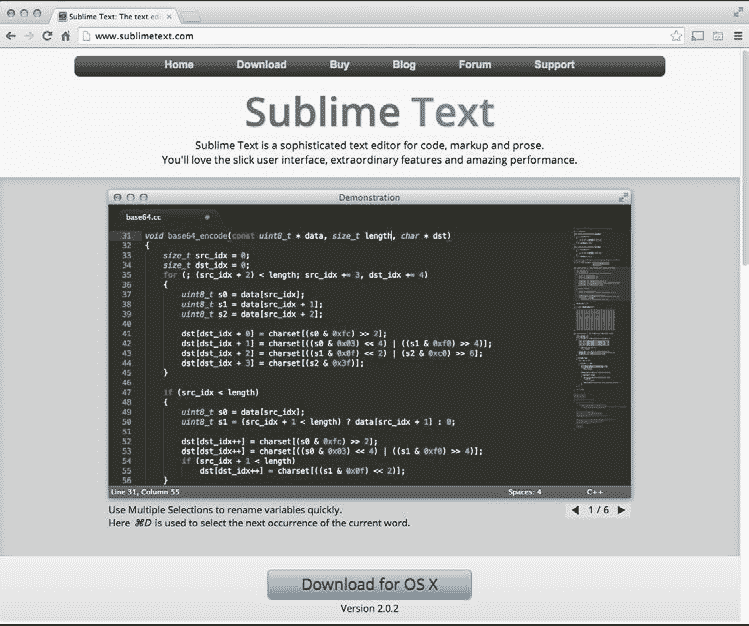 Sublime Text: The text edi
www.sublimetext.com
Home Download Buy Blog Forum Support
Sublime Text
Sublime Text is a sophisticated text editor for code, markup and prose.
You'll love the slick user interface, extraordinary features and amazing performance.
Demonstration
base64.cc
31 void base64_encode(const uint8_t * data, size_t length, char * dst)
32 {
33 size_t src_idx = 0;
34 size_t dst_idx = 0;
35 for (; (src_idx + 2) < length; src_idx += 3, dst_idx += 4)
36 {
37 uint8_t s0 = data[src_idx];
38 uint8_t s1 = data[src_idx + 1];
39 uint8_t s2 = data[src_idx + 2];
40
41 dst[dst_idx + 0] = charset[(s0 & 0xfc) >> 2];
42 dst[dst_idx + 1] = charset[((s0 & 0x03) << 4) | ((s1 & 0xf0) >> 4)];
43 dst[dst_idx + 2] = charset[((s1 & 0x0f) << 2) | (s2 & 0xc0) >> 6];
44 dst[dst_idx + 3] = charset[(s2 & 0x3f)];
45 }
46
47 if (src_idx < length)
48 {
49 uint8_t s0 = data[src_idx];
50 uint8_t s1 = (src_idx + 1 < length) ? data[src_idx + 1] : 0;
51
52 dst[dst_idx++] = charset[(s0 & 0xfc) >> 2];
53 dst[dst_idx++] = charset[((s0 & 0x03) << 4) | ((s1 & 0xf0) >> 4)];
54 if (src_idx + 1 < length)
55 dst[dst_idx++] = charset[((s1 & 0x0f) << 2)];
56 }
Line 31, Column 55 Spaces: 4 C++
Use Multiple Selections to rename variables quickly.
Here ⌘D is used to select the next occurrence of the current word.
◀ 1 / 6 ▶
Download for OS X
Version 2.0.2